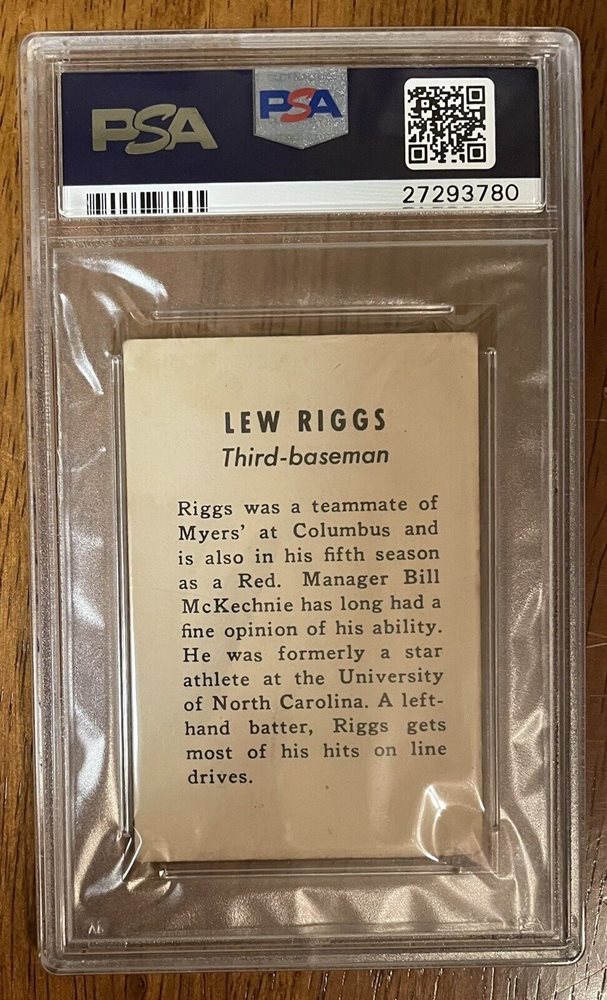 PSA
PSA
27293780
LEW RIGGS
Third-baseman
Riggs was a teammate of
Myers' at Columbus and
is also in his fifth season
as a Red. Manager Bill
McKechnie has long had a
fine opinion of his ability.
He was formerly a star
athlete at the University
of North Carolina. A left-
hand batter, Riggs gets
most of his hits on line
drives.